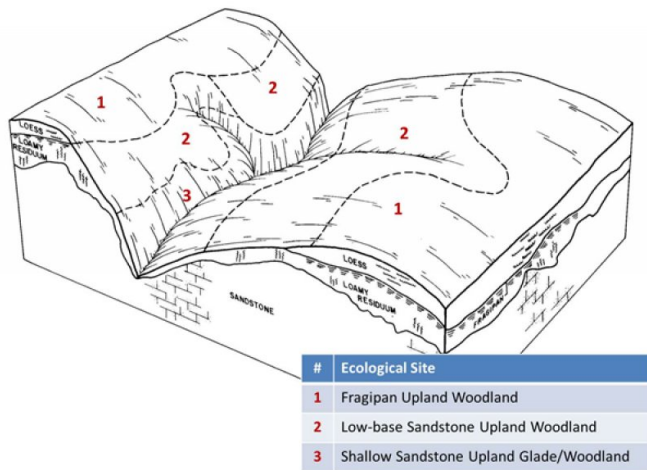 1
2
LOESS
LOAMY
RESIDUUM
2
3
2
1
LOESS
LOAMY
RESIDUUM
FRAGIPAN
SANDSTONE
# Ecological Site
1 Fragipan Upland Woodland
2 Low-base Sandstone Upland Woodland
3 Shallow Sandstone Upland Glade/Woodland